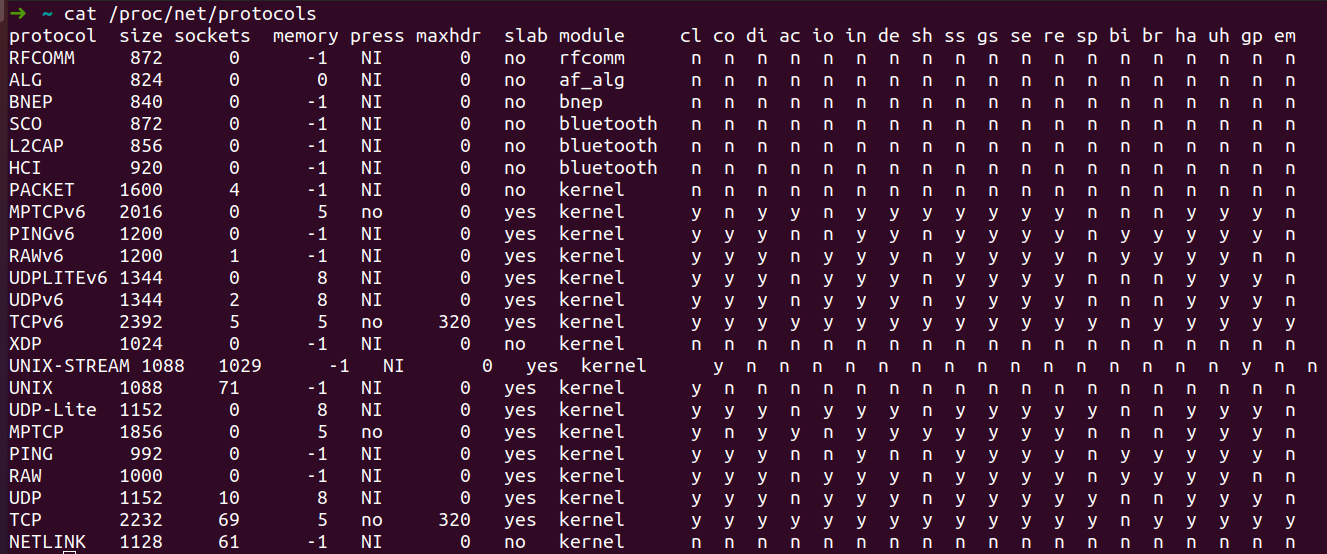 ➜ ~ cat /proc/net/protocols
protocol size sockets memory press maxhdr slab module cl co di ac io in de sh ss gs se re sp bi br ha uh gp em
RFCOMM 872 0 -1 NI 0 no rfcomm n n n n n n n n n n n n n n n n n n n
ALG 824 0 0 NI 0 no af_alg n n n n n n n n n n n n n n n n n n n
BNEP 840 0 -1 NI 0 no bnep n n n n n n n n n n n n n n n n n n n
SCO 872 0 -1 NI 0 no bluetooth n n n n n n n n n n n n n n n n n n n
L2CAP 856 0 -1 NI 0 no bluetooth n n n n n n n n n n n n n n n n n n n
HCI 920 0 -1 NI 0 no bluetooth n n n n n n n n n n n n n n n n n n n
PACKET 1600 4 -1 NI 0 no kernel n n n n n n n n n n n n n n n n n n n
MPTCPv6 2016 0 5 no 0 yes kernel y n y y n y y y y y y y n n n y y y n
PINGv6 1200 0 -1 NI 0 yes kernel y y y n n y n n y y y y n y y y y y n
RAWv6 1200 1 -1 NI 0 yes kernel y y y n y y y n y y y y n y y y y n n
UDPLITEv6 1344 0 8 NI 0 yes kernel y y y n y y y n y y y y n n n y y y n
UDPv6 1344 2 8 NI 0 yes kernel y y y n y y y n y y y y n n n y y y n
TCPv6 2392 5 5 no 320 yes kernel y y y y y y y y y y y y y n y y y y y
XDP 1024 0 -1 NI 0 no kernel n n n n n n n n n n n n n n n n n n n
UNIX-STREAM 1088 1029 -1 NI 0 yes kernel y n n n n n n n n n n n n n n n y n n
UNIX 1088 71 -1 NI 0 yes kernel y n n n n n n n n n n n n n n n n n n
UDP-Lite 1152 0 8 NI 0 yes kernel y y y n y y y n y y y y y n n y y y n
MPTCP 1856 0 5 no 0 yes kernel y n y y n y y y y y y y n n n y y y n
PING 992 0 -1 NI 0 yes kernel y y y n n y n n y y y y n y y y y n n
RAW 1000 0 -1 NI 0 yes kernel y y y n y y y n y y y y n y y y y n n
UDP 1152 10 8 NI 0 yes kernel y y y n y y y n y y y y y n n y y y n
TCP 2232 69 5 no 320 yes kernel y y y y y y y y y y y y y n y y y y y
NETLINK 1128 61 -1 NI 0 no kernel n n n n n n n n n n n n n n n n n n n